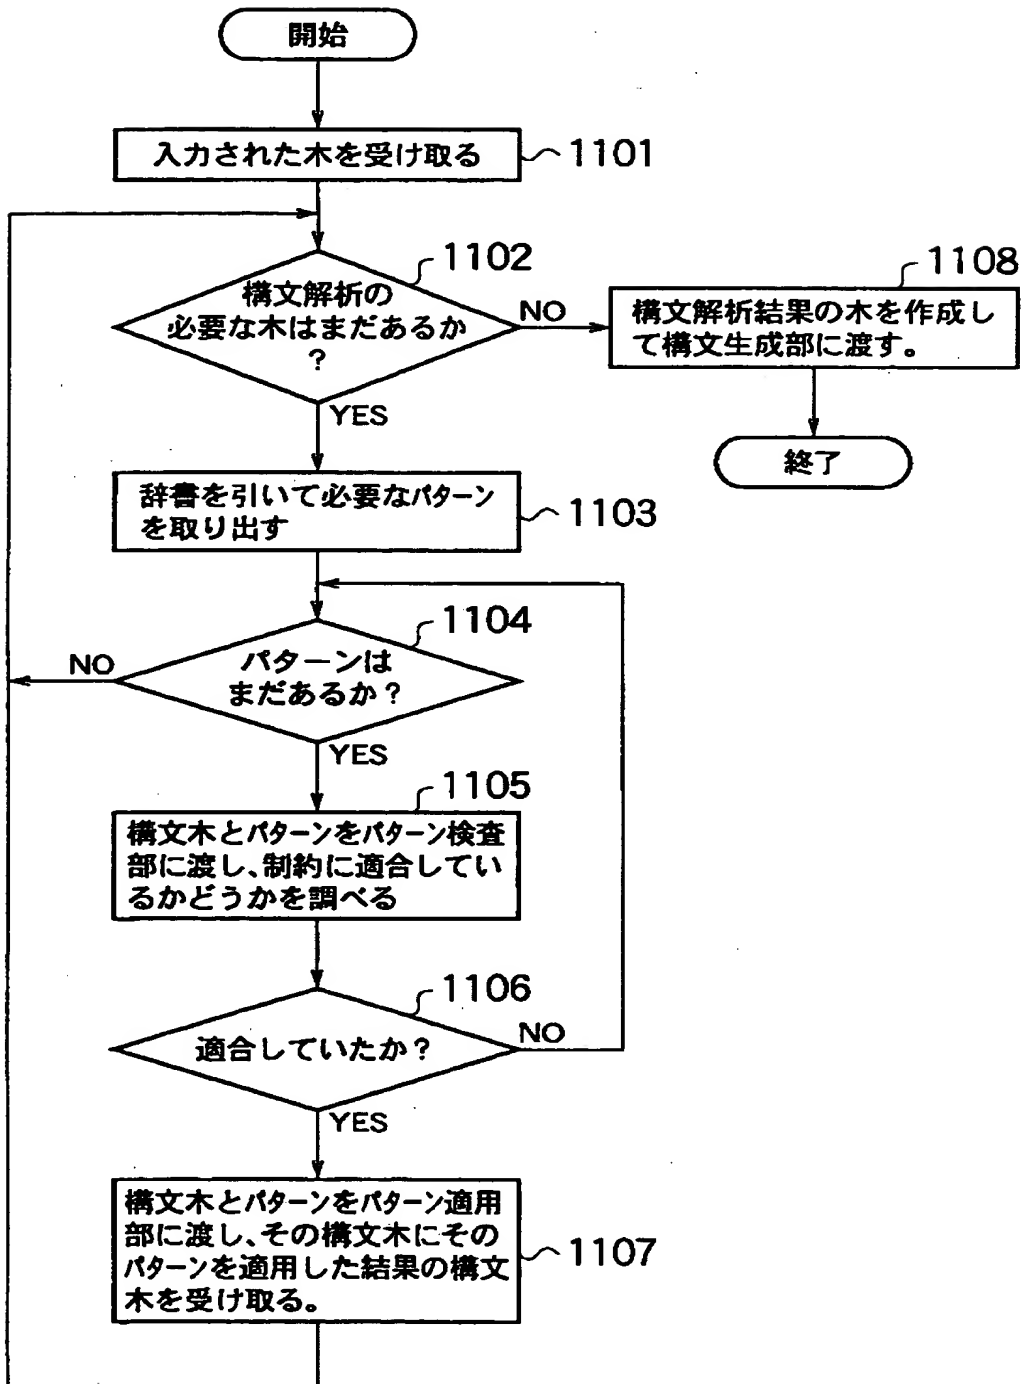 開始
入力された木を受け取る
1101
1102
構文解析の
必要な木はまだあるか
?
NO
YES
1108
構文解析結果の木を作成し
て構文生成部に渡す。
終了
辞書を引いて必要なパターン
を取り出す
1103
1104
パターンは
まだあるか?
NO
YES
1105
構文木とパターンをパターン検査
部に渡し、制約に適合してい
るかどうかを調べる
1106
適合していたか?
NO
YES
構文木とパターンをパターン適用
部に渡し、その構文木にその
パターンを適用した結果の構文
木を受け取る。
1107